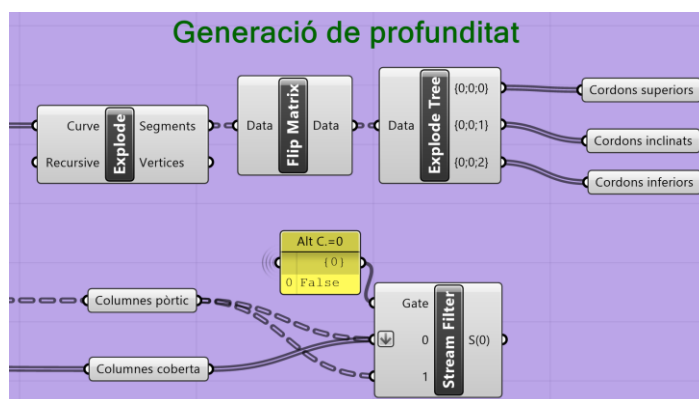 Generació de profunditat
Curve
Recursive
Explode
Segments
Vertices
Data
Flip Matrix
Data
Data
Explode Tree
{0;0;0}
{0;0;1}
{0;0;2}
Cordons superiors
Cordons inclinats
Cordons inferiors
Alt C.=0
{0}
0 False
Columnes pòrtic
Columnes coberta
Gate
0
1
Stream Filter
S(0)